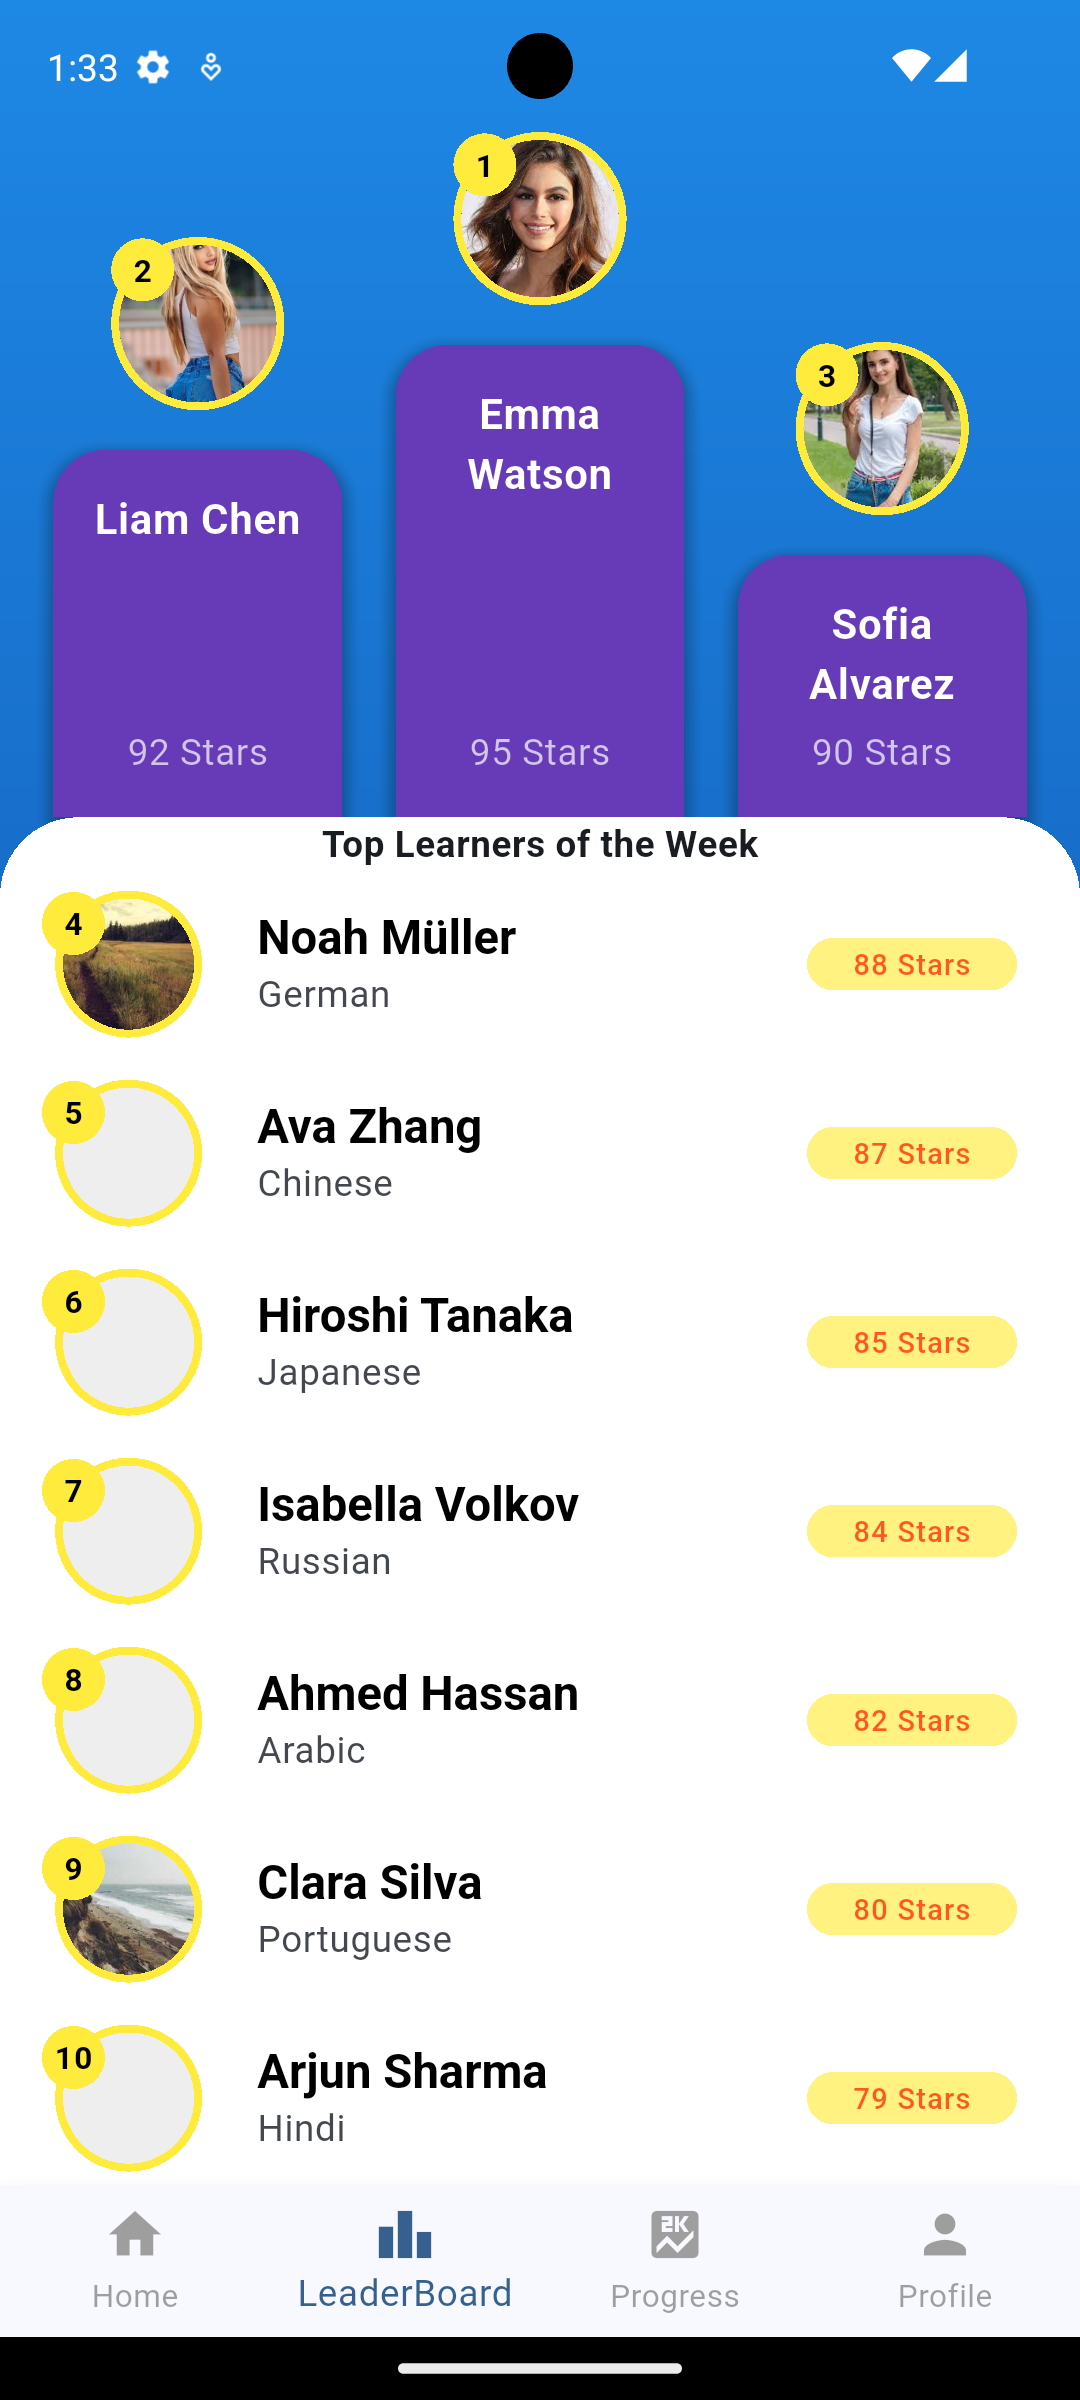 1:33
1
2
3
Emma
Watson
Liam Chen
Sofia
Alvarez
92 Stars
95 Stars
90 Stars
Top Learners of the Week
4
Noah Müller
German
88 Stars
5
Ava Zhang
Chinese
87 Stars
6
Hiroshi Tanaka
Japanese
85 Stars
7
Isabella Volkov
Russian
84 Stars
8
Ahmed Hassan
Arabic
82 Stars
9
Clara Silva
Portuguese
80 Stars
10
Arjun Sharma
Hindi
79 Stars
2K
Home
LeaderBoard
Progress
Profile